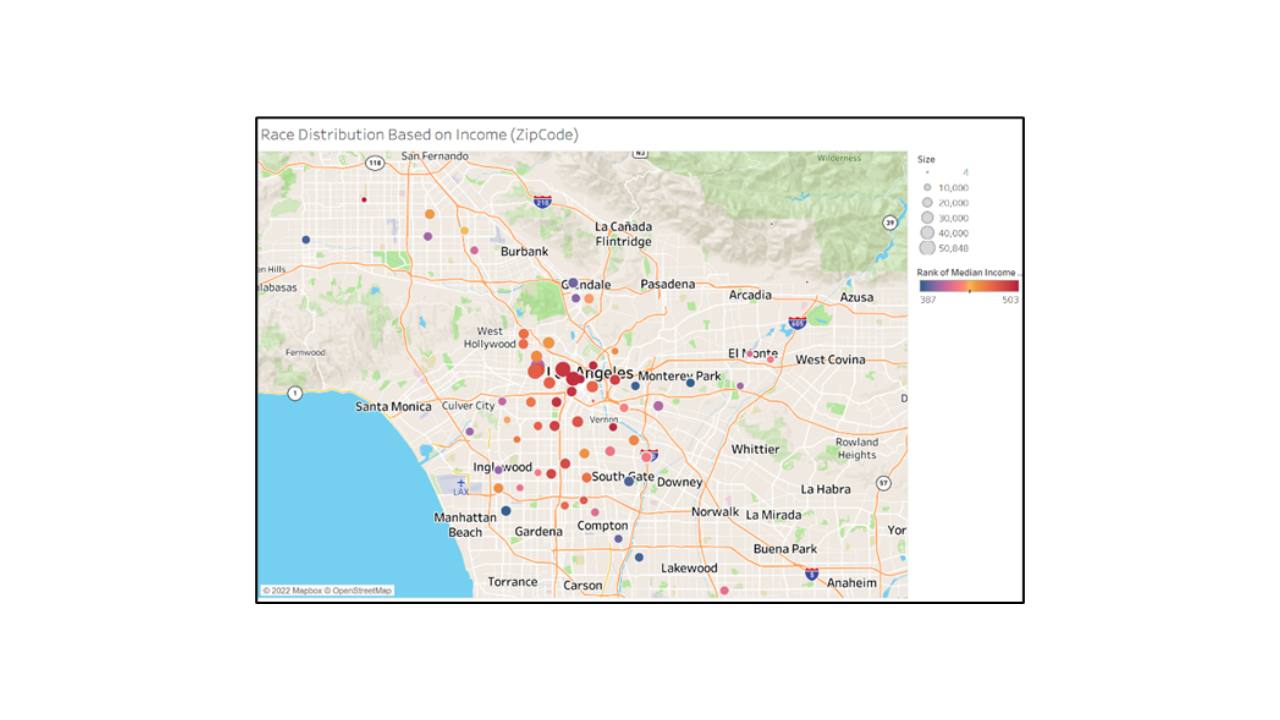 Race Distribution Based on Income (ZipCode)
118
San Fernando
N3
Wilderness
210
39
La Cañada
Flintridge
Burbank
en Hills
alabasas
Glendale
Pasadena
Arcadia
Azusa
605
West
Hollywood
Fernwood
El Monte
West Covina
Los Angeles
Monterey Park
1
Santa Monica
Culver City
D
Vernon
Whittier
Rowland
Heights
Inglewood
South Gate
Downey
LAX
La Habra
57
Manhattan
Beach
Gardena
Compton
Norwalk
La Mirada
Yor
Buena Park
Lakewood
Torrance
Carson
5
Anaheim
© 2022 Mapbox © OpenStreetMap
Size
4
10,000
20,000
30,000
40,000
50,848
Rank of Median Income ..
387
503